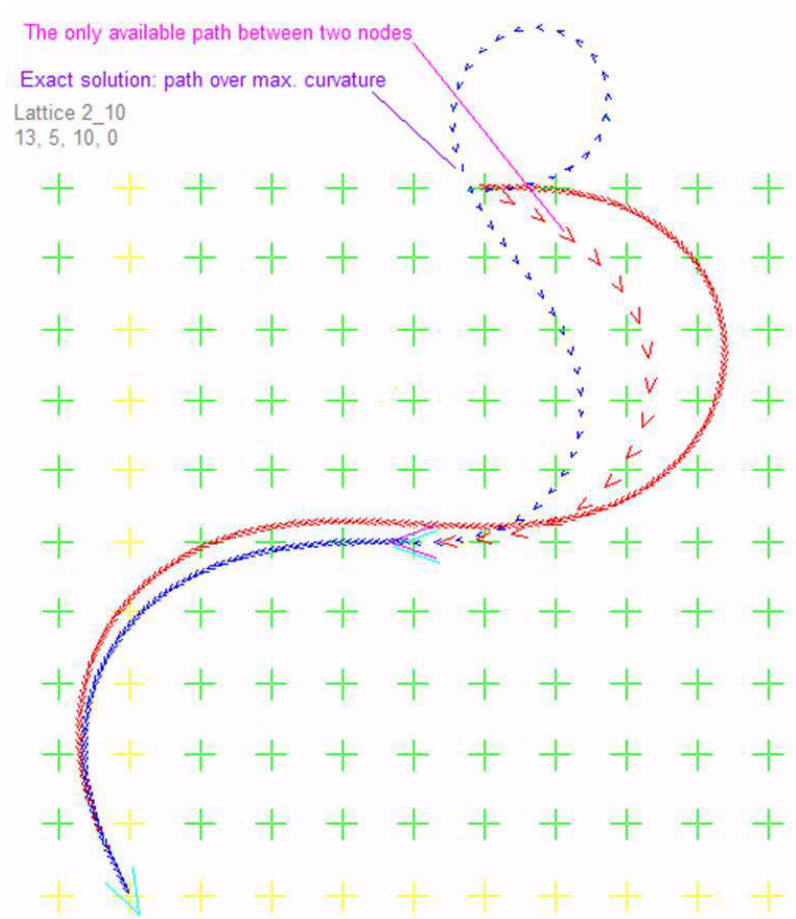 The only available path between two nodes
Exact solution: path over max. curvature
Lattice 2_10
13, 5, 10, 0